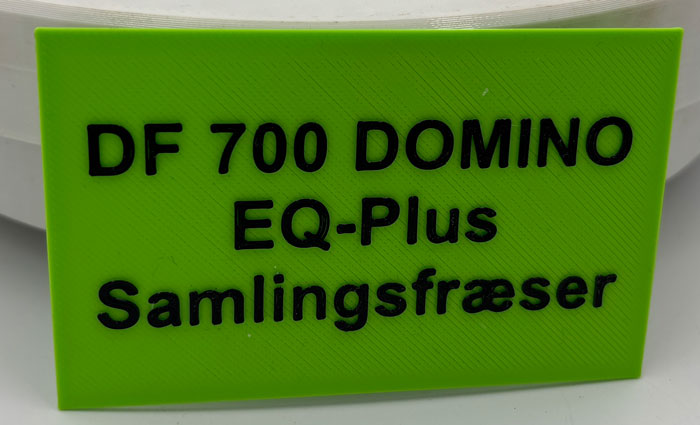 DF 700 DOMINO
EQ-Plus
Samlingsfræser